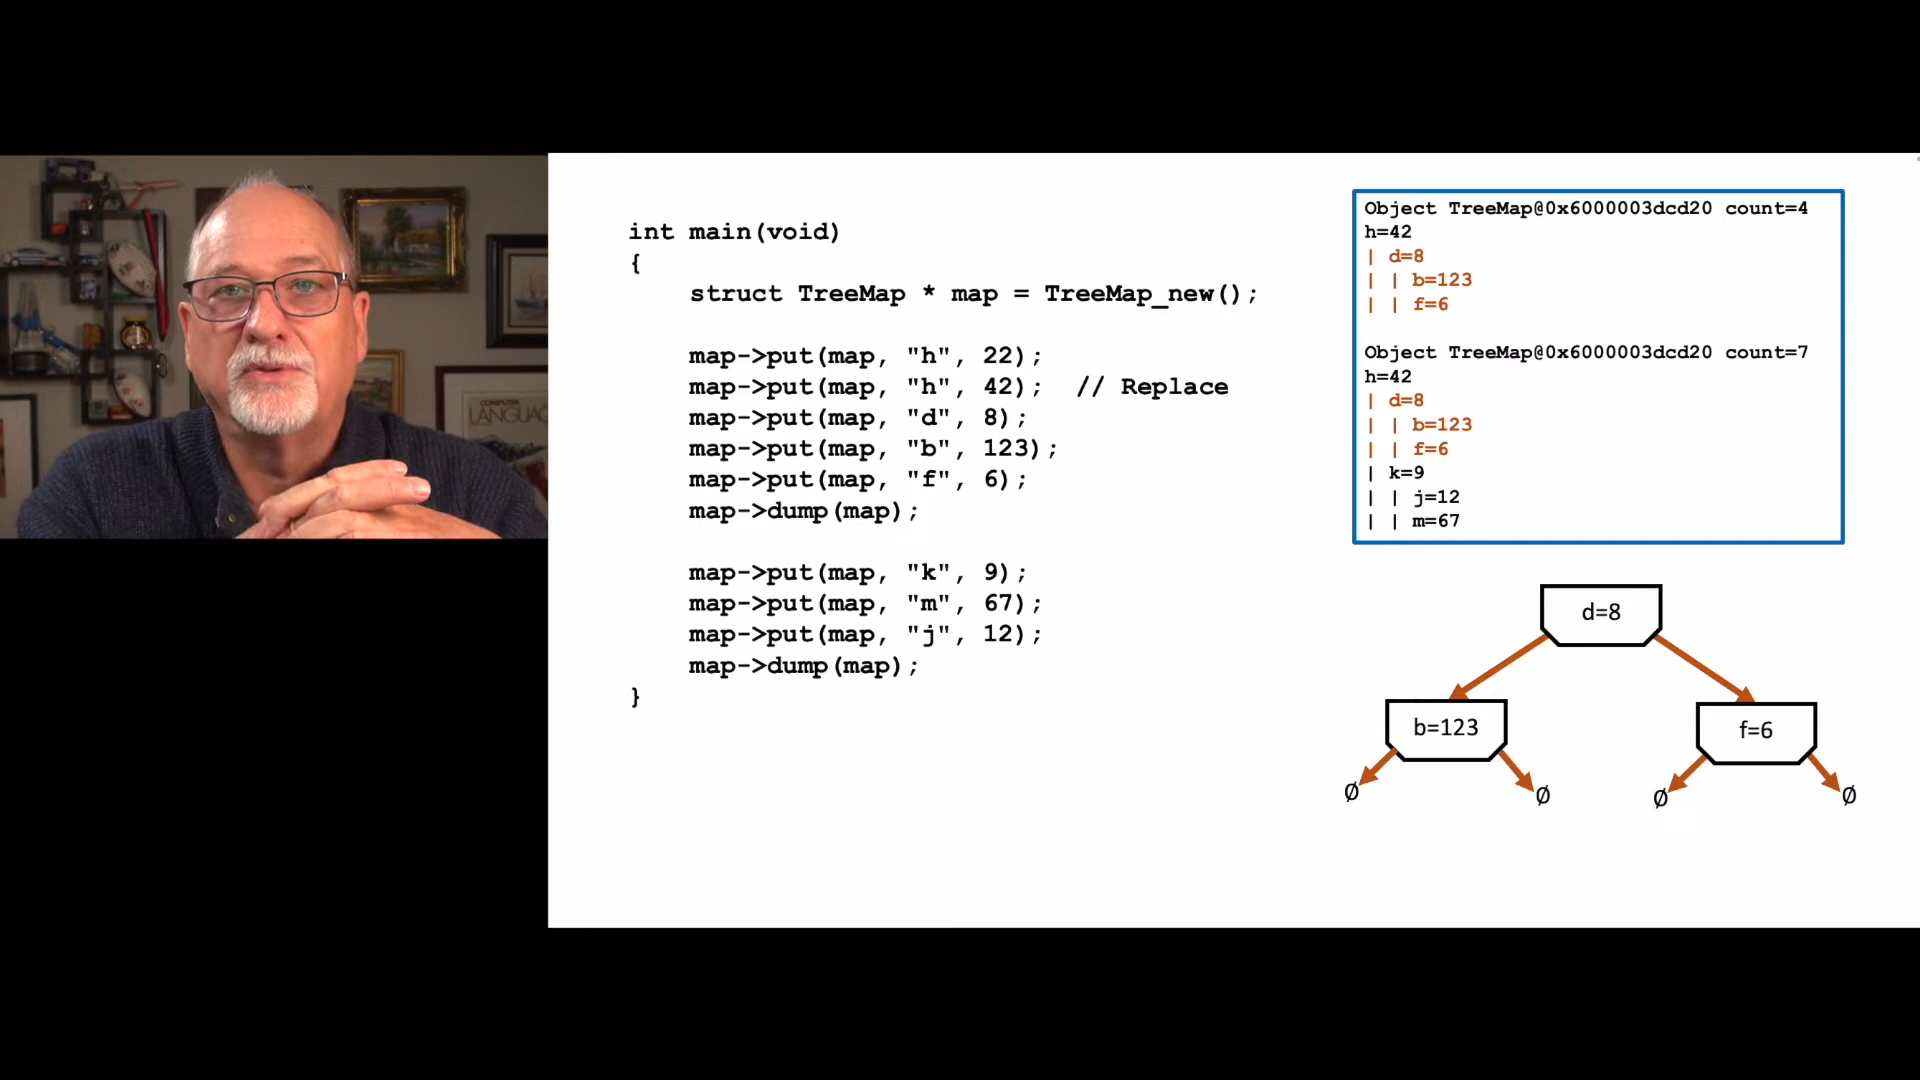 COMPUTER
int main(void)
{
struct TreeMap * map = TreeMap_new();
map->put(map, "h", 22);
map->put(map, "h", 42);  // Replace
map->put(map, "d", 8);
map->put(map, "b", 123);
map->put(map, "f", 6);
map->dump(map);
map->put(map, "k", 9);
map->put(map, "m", 67);
map->put(map, "j", 12);
map->dump(map);
}
Object TreeMap@0x6000003dcd20 count=4
h=42
| d=8
| | b=123
| | f=6
Object TreeMap@0x6000003dcd20 count=7
h=42
| d=8
| | b=123
| | f=6
| k=9
| | j=12
| | m=67
d=8
b=123
f=6
Ø
Ø
Ø
Ø